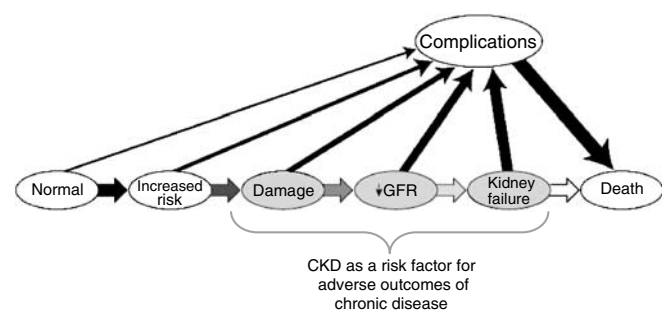 Complications
Normal
Increased
risk
Damage
↓GFR
Kidney
failure
Death
CKD as a risk factor for
adverse outcomes of
chronic disease